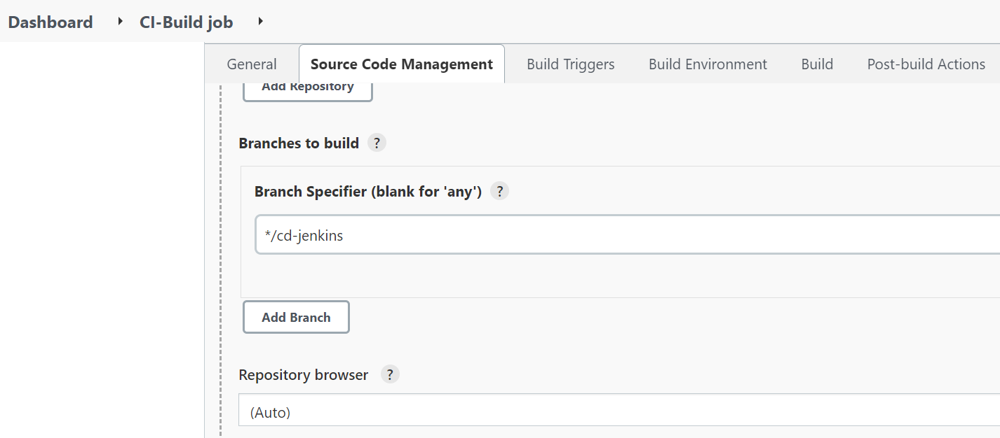 Dashboard CI-Build job
General Source Code Management Build Triggers Build Environment Build Post-build Actions
Add Repository
Branches to build ?
Branch Specifier (blank for 'any') ?
*/cd-jenkins
Add Branch
Repository browser ?
(Auto)